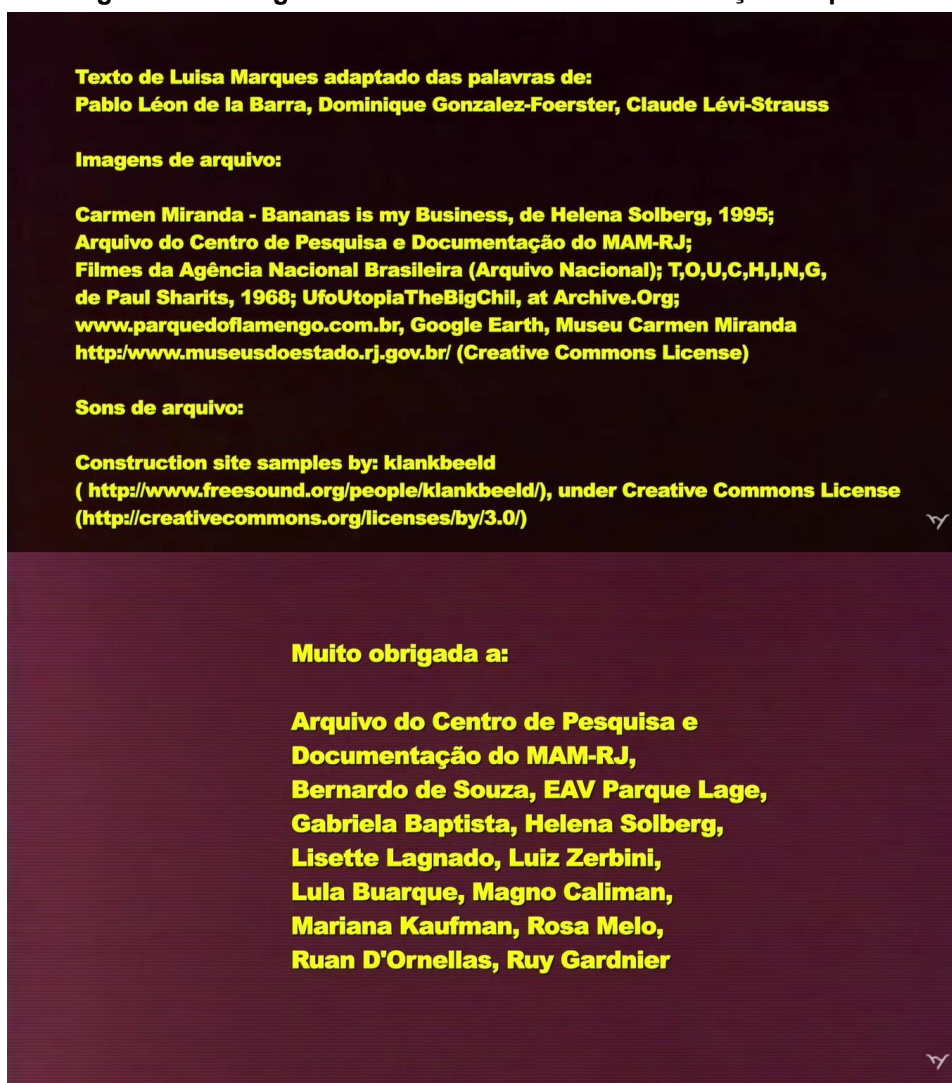 Texto de Luisa Marques adaptado das palavras de:
Pablo Léon de la Barra, Dominique Gonzalez-Foerster, Claude Lévi-Strauss
Imagens de arquivo:
Carmen Miranda - Bananas is my Business, de Helena Solberg, 1995;
Arquivo do Centro de Pesquisa e Documentação do MAM-RJ;
Filmes da Agência Nacional Brasileira (Arquivo Nacional); T,O,U,C,H,I,N,G,
de Paul Sharits, 1968; UfoUtopiaTheBigChil, at Archive.Org;
www.parquedoflamengo.com.br, Google Earth, Museu Carmen Miranda
http:/www.museusdoestado.rj.gov.br/ (Creative Commons License)
Sons de arquivo:
Construction site samples by: klankbeeld
( http://www.freesound.org/people/klankbeeld/), under Creative Commons License
(http://creativecommons.org/licenses/by/3.0/)
Muito obrigada a:
Arquivo do Centro de Pesquisa e
Documentação do MAM-RJ,
Bernardo de Souza, EAV Parque Lage,
Gabriela Baptista, Helena Solberg,
Lisette Lagnado, Luiz Zerbini,
Lula Buarque, Magno Caliman,
Mariana Kaufman, Rosa Melo,
Ruan D'Ornellas, Ruy Gardnier